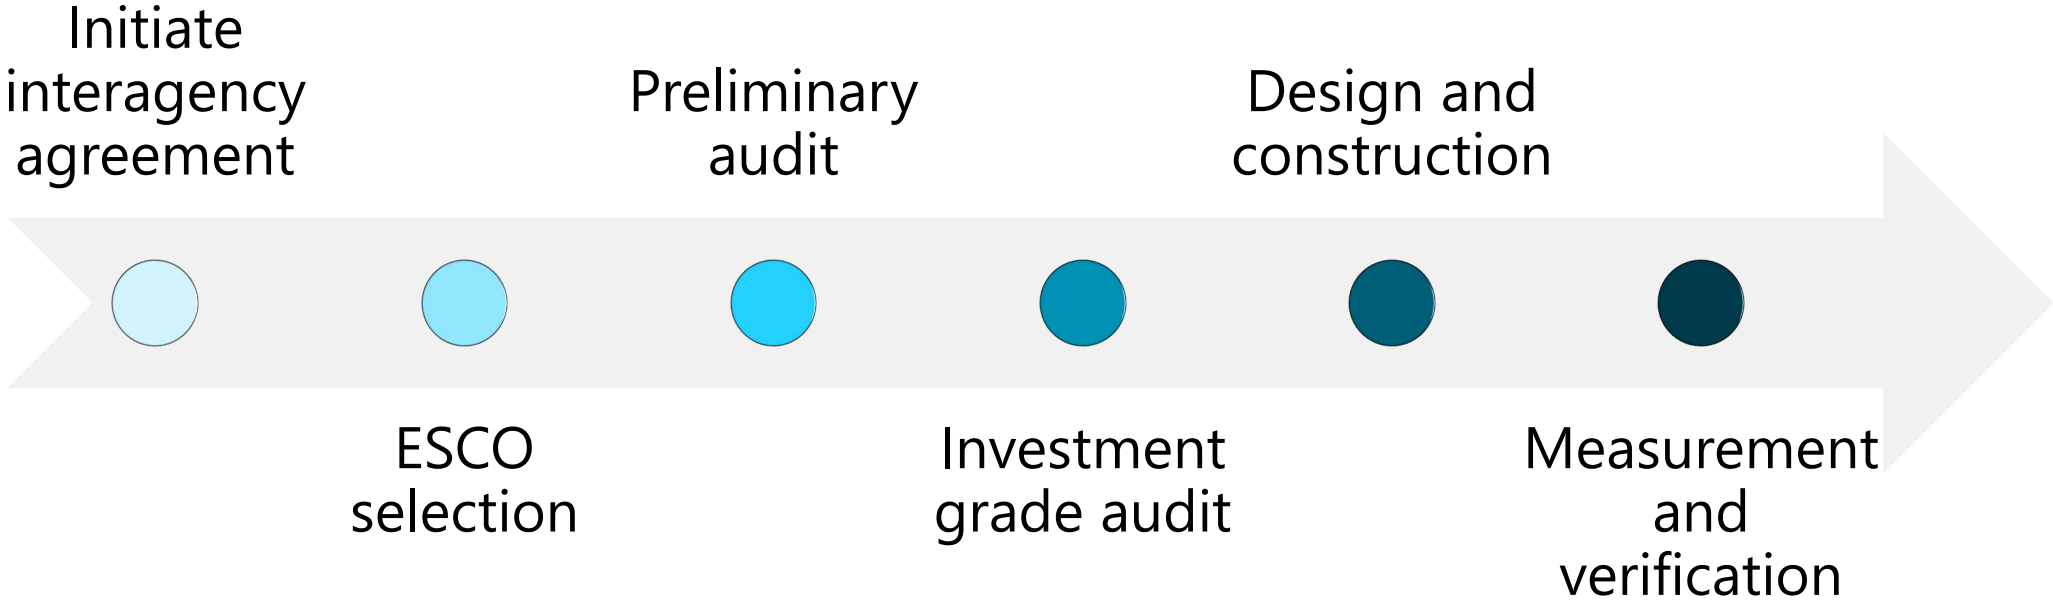 Initiate
interagency
agreement
ESCO
selection
Preliminary
audit
Investment
grade audit
Design and
construction
Measurement
and
verification